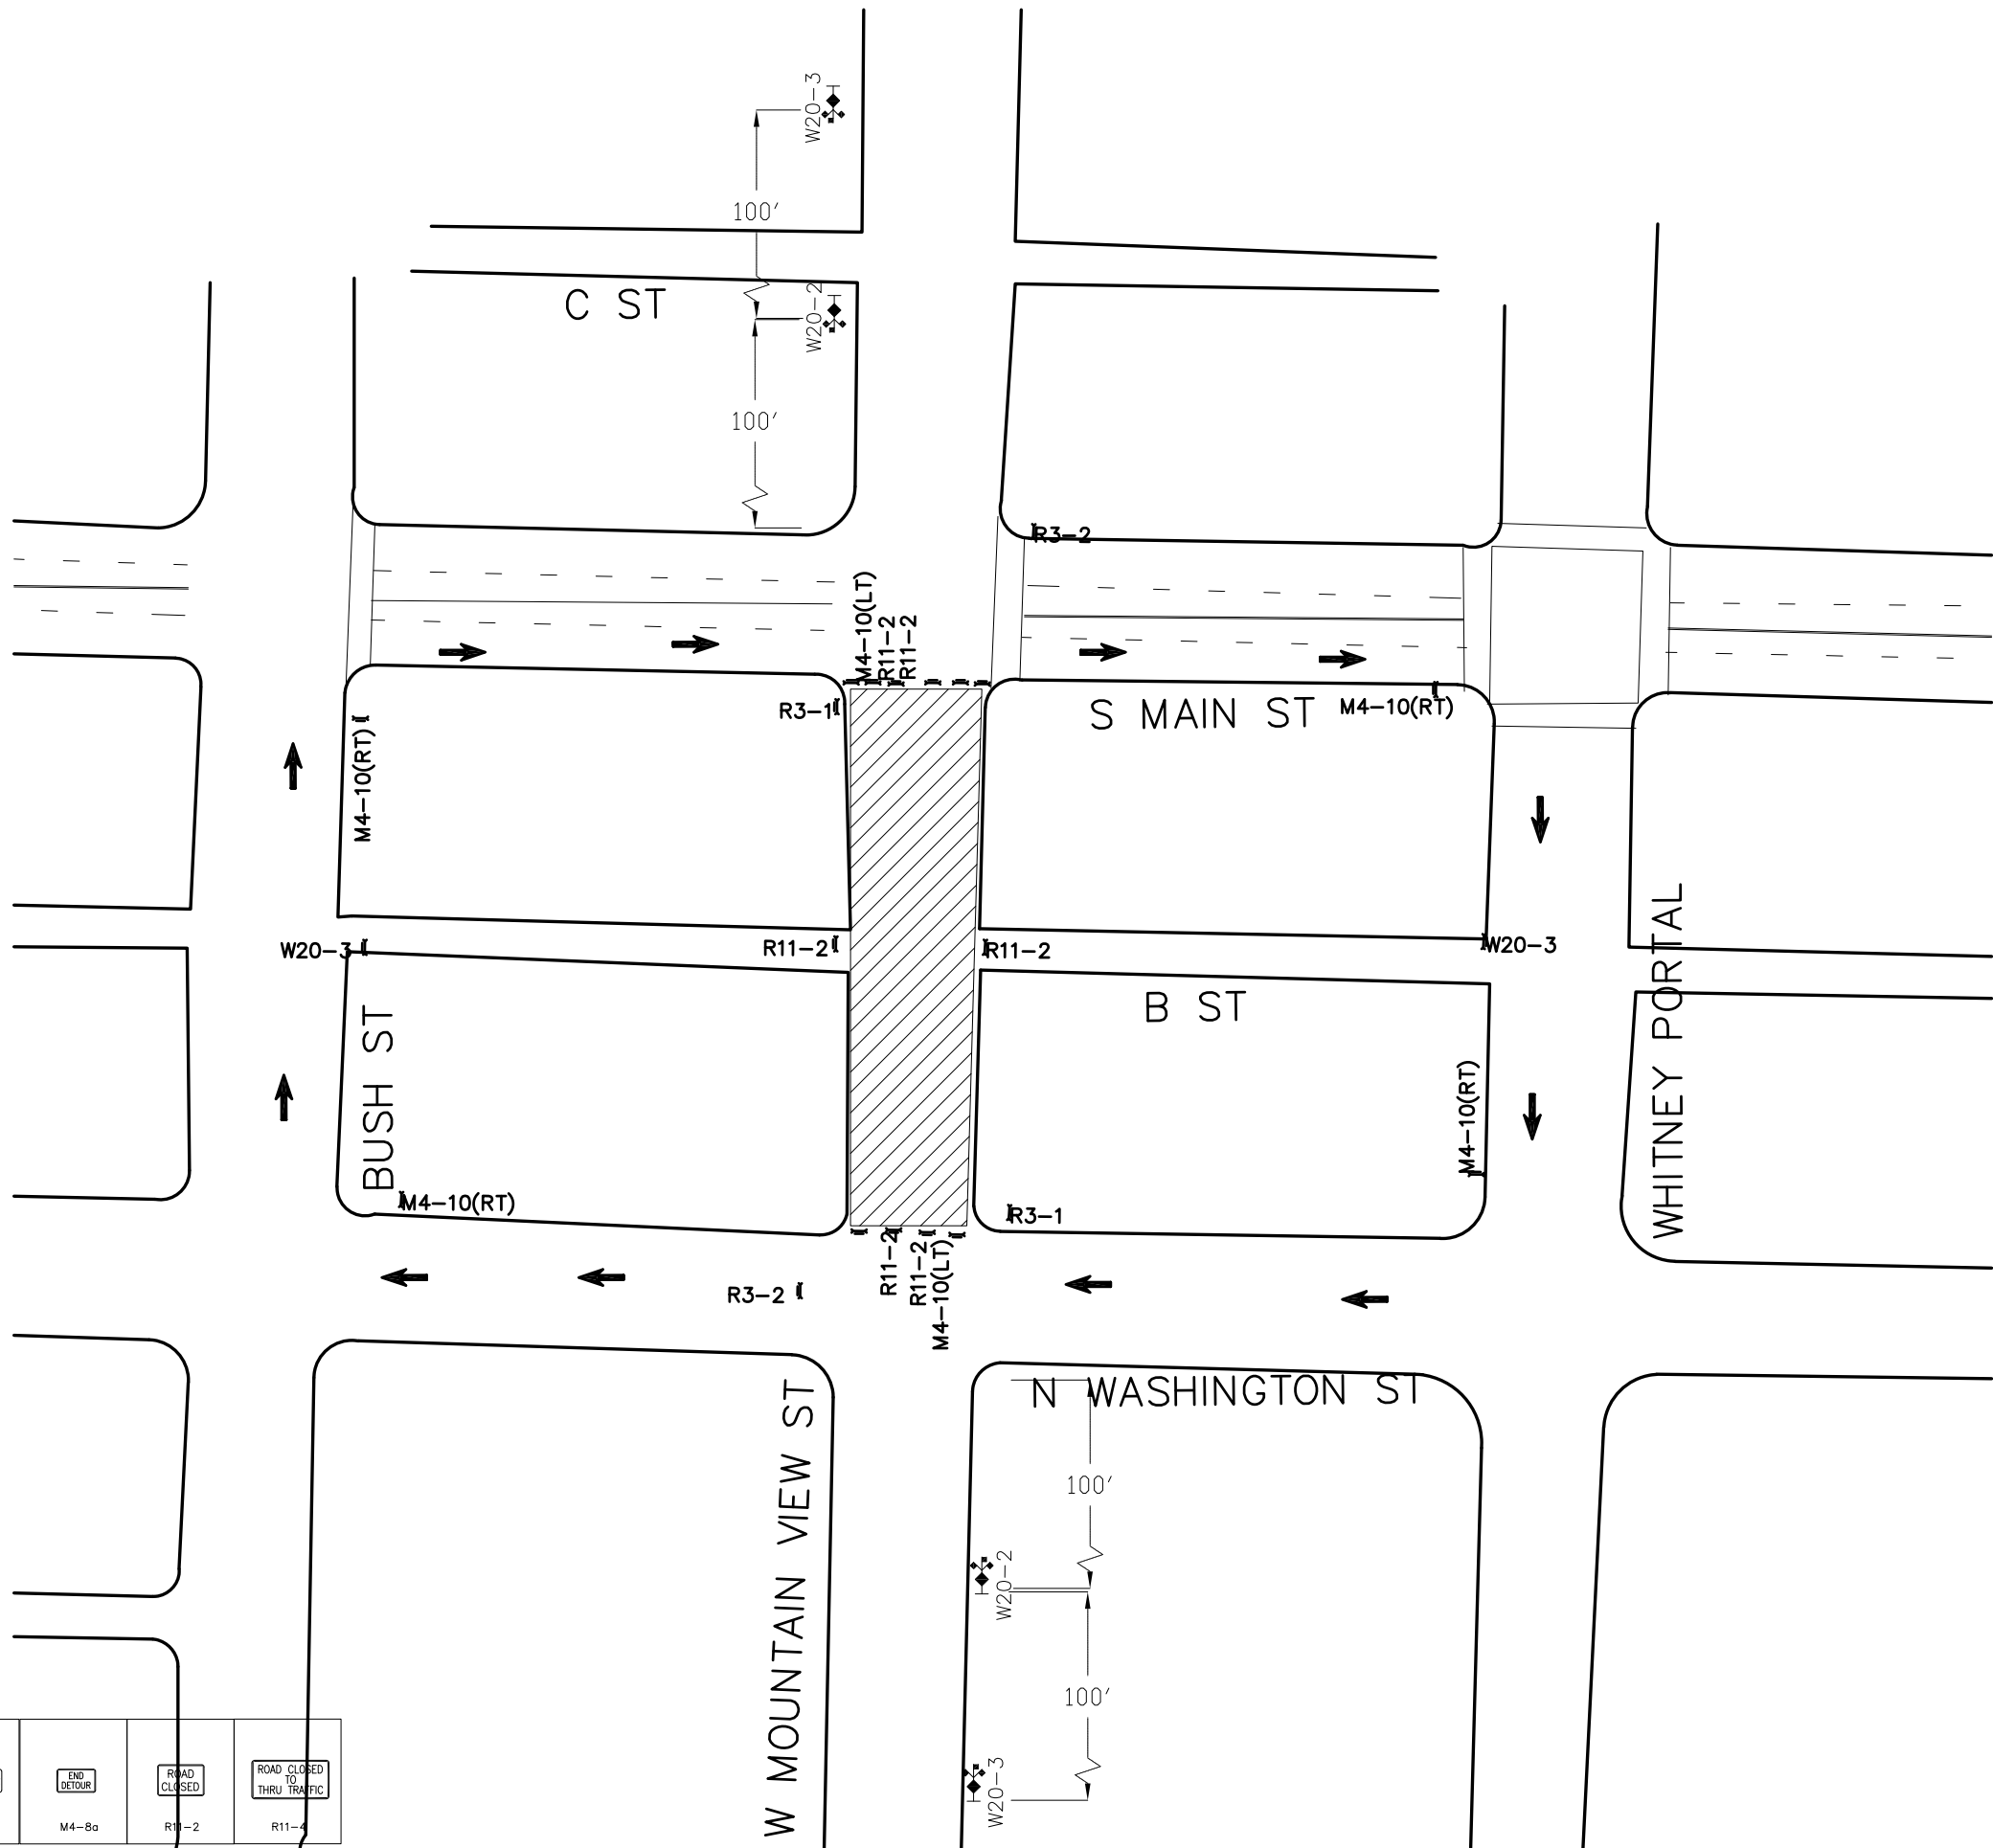 W20-3
100'
W20-2
C ST
100'
R3-2
M4-10(LT)
R11-2
R11-2
R3-1
S MAIN ST
M4-10(RT)
M4-10(RT)
W20-3
R11-2
R11-2
W20-3
B ST
BUSH ST
WHITNEY PORTAL
M4-10(RT)
M4-10(RT)
R3-1
R11-2
R11-2
M4-10(LT)
R3-2
N WASHINGTON ST
W MOUNTAIN VIEW ST
100'
W20-2
100'
W20-3
END
DETOUR
M4-8a
ROAD
CLOSED
R11-2
ROAD CLOSED
TO
THRU TRAFFIC
R11-4